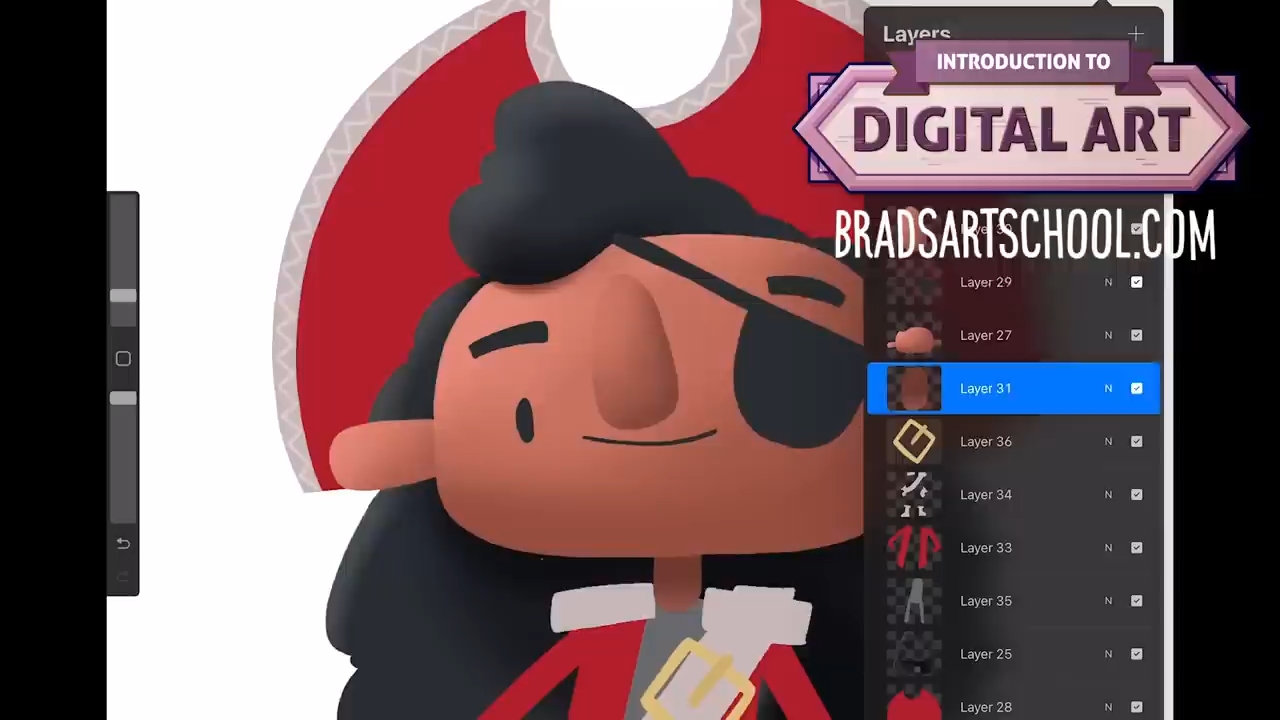 Layers
INTRODUCTION TO
DIGITAL ART
BRADSARTSCHOOL.COM
Layer 29 N
Layer 27 N
Layer 31 N
Layer 36 N
Layer 34 N
Layer 33 N
Layer 35 N
Layer 25 N
Layer 28 N